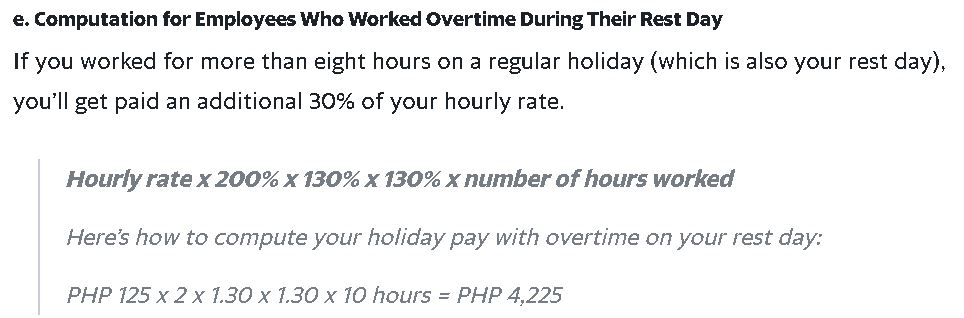 e. Computation for Employees Who Worked Overtime During Their Rest Day
If you worked for more than eight hours on a regular holiday (which is also your rest day),
you'll get paid an additional 30% of your hourly rate.
Hourly rate x 200% x 130% x 130% x number of hours worked
Here's how to compute your holiday pay with overtime on your rest day:
PHP 125 x 2 x 1.30 x 1.30 x 10 hours = PHP 4,225